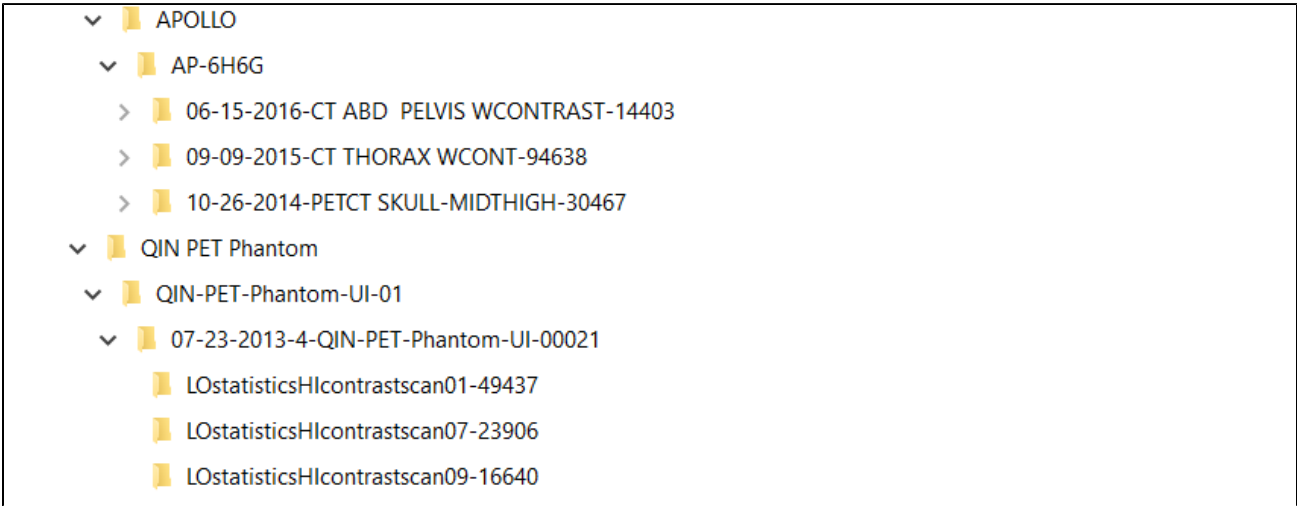 APOLLO
AP-6H6G
06-15-2016-CT ABD  PELVIS WCONTRAST-14403
09-09-2015-CT THORAX WCONT-94638
10-26-2014-PETCT SKULL-MIDTHIGH-30467
QIN PET Phantom
QIN-PET-Phantom-UI-01
07-23-2013-4-QIN-PET-Phantom-UI-00021
LOstatisticsHIcontrastscan01-49437
LOstatisticsHIcontrastscan07-23906
LOstatisticsHIcontrastscan09-16640